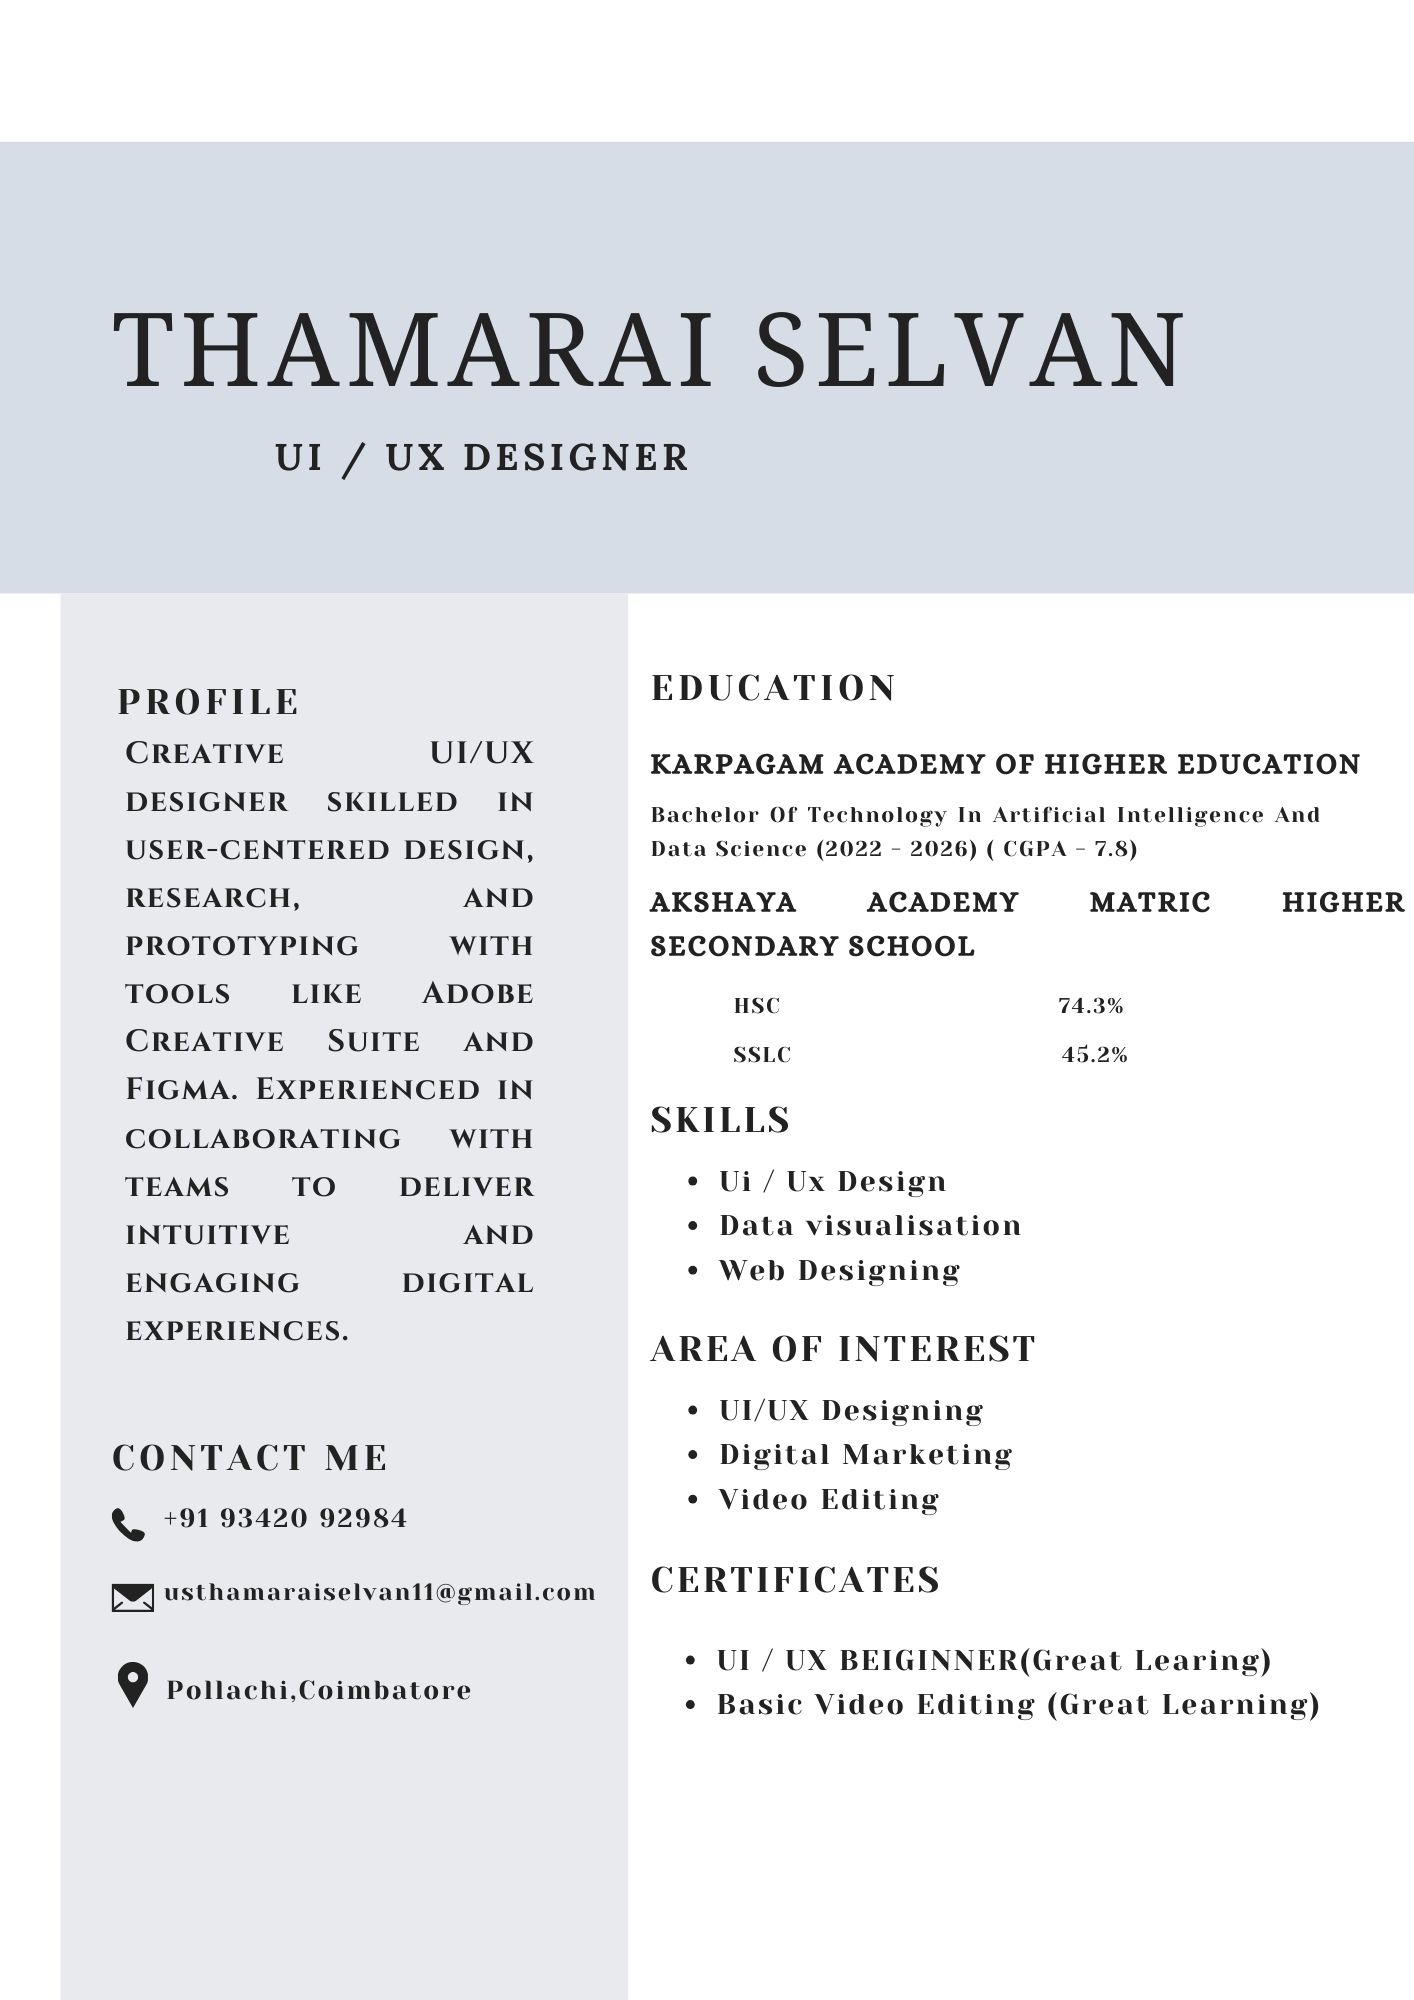 THAMARAI SELVAN
UI / UX DESIGNER
PROFILE
Creative UI/UX
designer skilled in
user-centered design,
research, and
prototyping with
tools like Adobe
Creative Suite and
Figma. Experienced in
collaborating with
teams to deliver
intuitive and
engaging digital
experiences.
CONTACT ME
+91 93420 92984
usthamaraiselvan11@gmail.com
Pollachi,Coimbatore
EDUCATION
KARPAGAM ACADEMY OF HIGHER EDUCATION
Bachelor Of Technology In Artificial Intelligence And
Data Science (2022 - 2026) ( CGPA - 7.8)
AKSHAYA ACADEMY MATRIC HIGHER
SECONDARY SCHOOL
HSC 74.3%
SSLC 45.2%
SKILLS
• Ui / Ux Design
• Data visualisation
• Web Designing
AREA OF INTEREST
• UI/UX Designing
• Digital Marketing
• Video Editing
CERTIFICATES
• UI / UX BEIGINNER(Great Learing)
• Basic Video Editing (Great Learning)